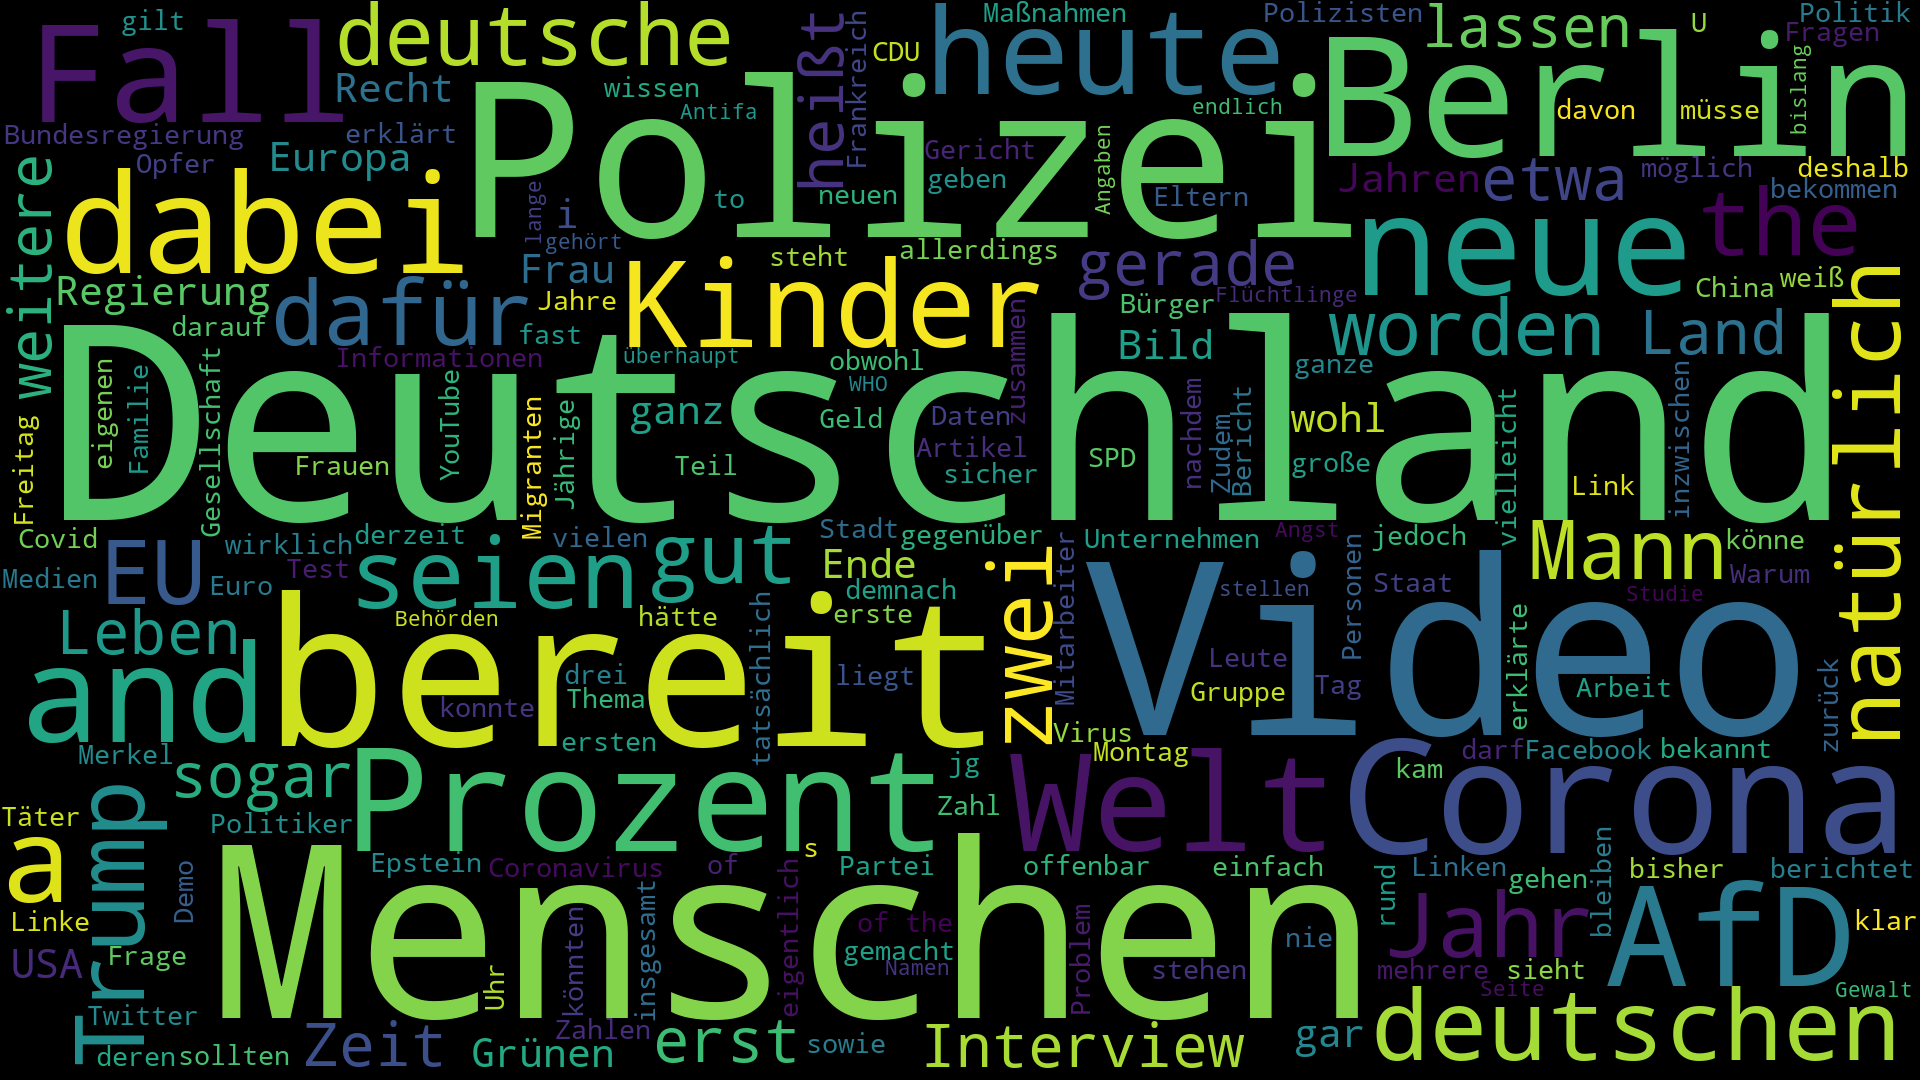 gilt
Fall
deutsche
Recht
wissen
Antifa
heißt
Frankreich
CDU
heute
Maßnahmen
Polizisten
lassen
U
Politik
Fragen
Berlin
endlich
davon
müsse
bislang
Bundesregierung
erklärt
Opfer
Europa
Polizei
Gericht
geben
Angaben
Eltern
Jahren
etwa
möglich
deshalb
bekommen
the
weitere
dabei
lange
i
gehört
to
neuen
steht
allerdings
gerade
neue
China
weiß
natürlich
Regierung
dafür
Frau
Jahre
Kinder
Bürger
Flüchtlinge
darauf
fast
worden
Land
Informationen
überhaupt
obwohl
WHO
zusammen
Bild
ganze
Deutschland
eigenen
Familie
Gesellschaft
YouTube
Migranten
Jährige
ganz
Geld
Daten
Artikel
nachdem
Zudem
Bericht
wohl
vielleicht
inzwischen
Freitag
Frauen
Teil
sicher
SPD
große
Link
Covid
wirklich
derzeit
vielen
gut
Stadt
gegenüber
Unternehmen
Angst
jedoch
Mann
könne
Medien
EU
Euro
Test
seien
Ende
demnach
zwei
Mitarbeiter
stellen
Personen
Staat
Studie
Warum
Leben
Behörden
hätte
erste
and
bereit
drei
Thema
konnte
tatsächlich
liegt
Video
Leute
Gruppe
Tag
erklärte
Arbeit
zurück
Merkel
ersten
Virus
Montag
darf
Facebook
bekannt
sogar
Prozent
jg
Zahl
Welt
kam
Corona
Täter
Trump
Politiker
a
Demo
Epstein
Coronavirus
of
s
Partei
offenbar
einfach
rund
Linken
gehen
bleiben
bisher
berichtet
Linke
Menschen
insgesamt
eigentlich
of the
gemacht
Namen
Problem
nie
Jahr
AfD
klar
USA
Frage
Uhr
könnten
stehen
mehrere
sieht
Seite
Gewalt
Twitter
deren
sollten
Zeit
Grünen
Zahlen
erst
sowie
Interview
gar
deutschen